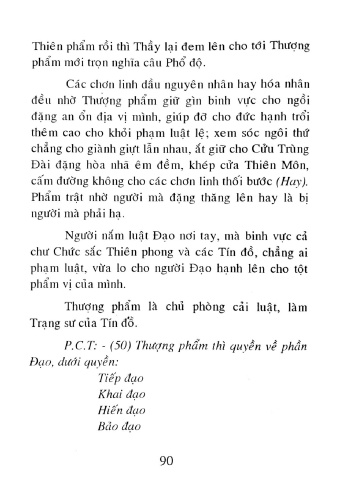 Thiên phẩm rồi thì Thầy lại đem lên cho tới Thượng
phẩm mới trọn nghĩa câu Phổ độ.
Các chơn linh dầu nguyên nhân hay hóa nhân
đều nhờ Thượng phẩm giữ gìn binh vực cho ngồi
đặng an ổn địa vị mình, giúp đỡ cho đức hạnh trổi
thêm cao cho khỏi phạm luật lệ; xem sóc ngôi thứ
chẳng cho giành giựt lẫn nhau, ắt giữ cho Cửu Trùng
Đài đặng hòa nhã êm đềm, khép cửa Thiên Môn,
cấm đường không cho các chơn linh thối bước (Hay).
Phẩm trật nhờ người mà đặng thăng lên hay là bị
người mà phải hạ.
Người nắm luật Đạo nơi tay, mà binh vực cả
chư Chức sắc Thiên phong và các Tín đồ, chẳng ai
phạm luật, vừa lo cho người Đạo hạnh lên cho tột
phẩm vị của mình.
Thượng phẩm là chủ phòng cải luật, làm
Trạng sư của Tín đồ.
P.C.T: - (50) Thượng phẩm thì quyền về phần
Đạo, dưới quyền:
Tiếp đạo
Khai đạo
Hiến đạo
Bảo đạo
90